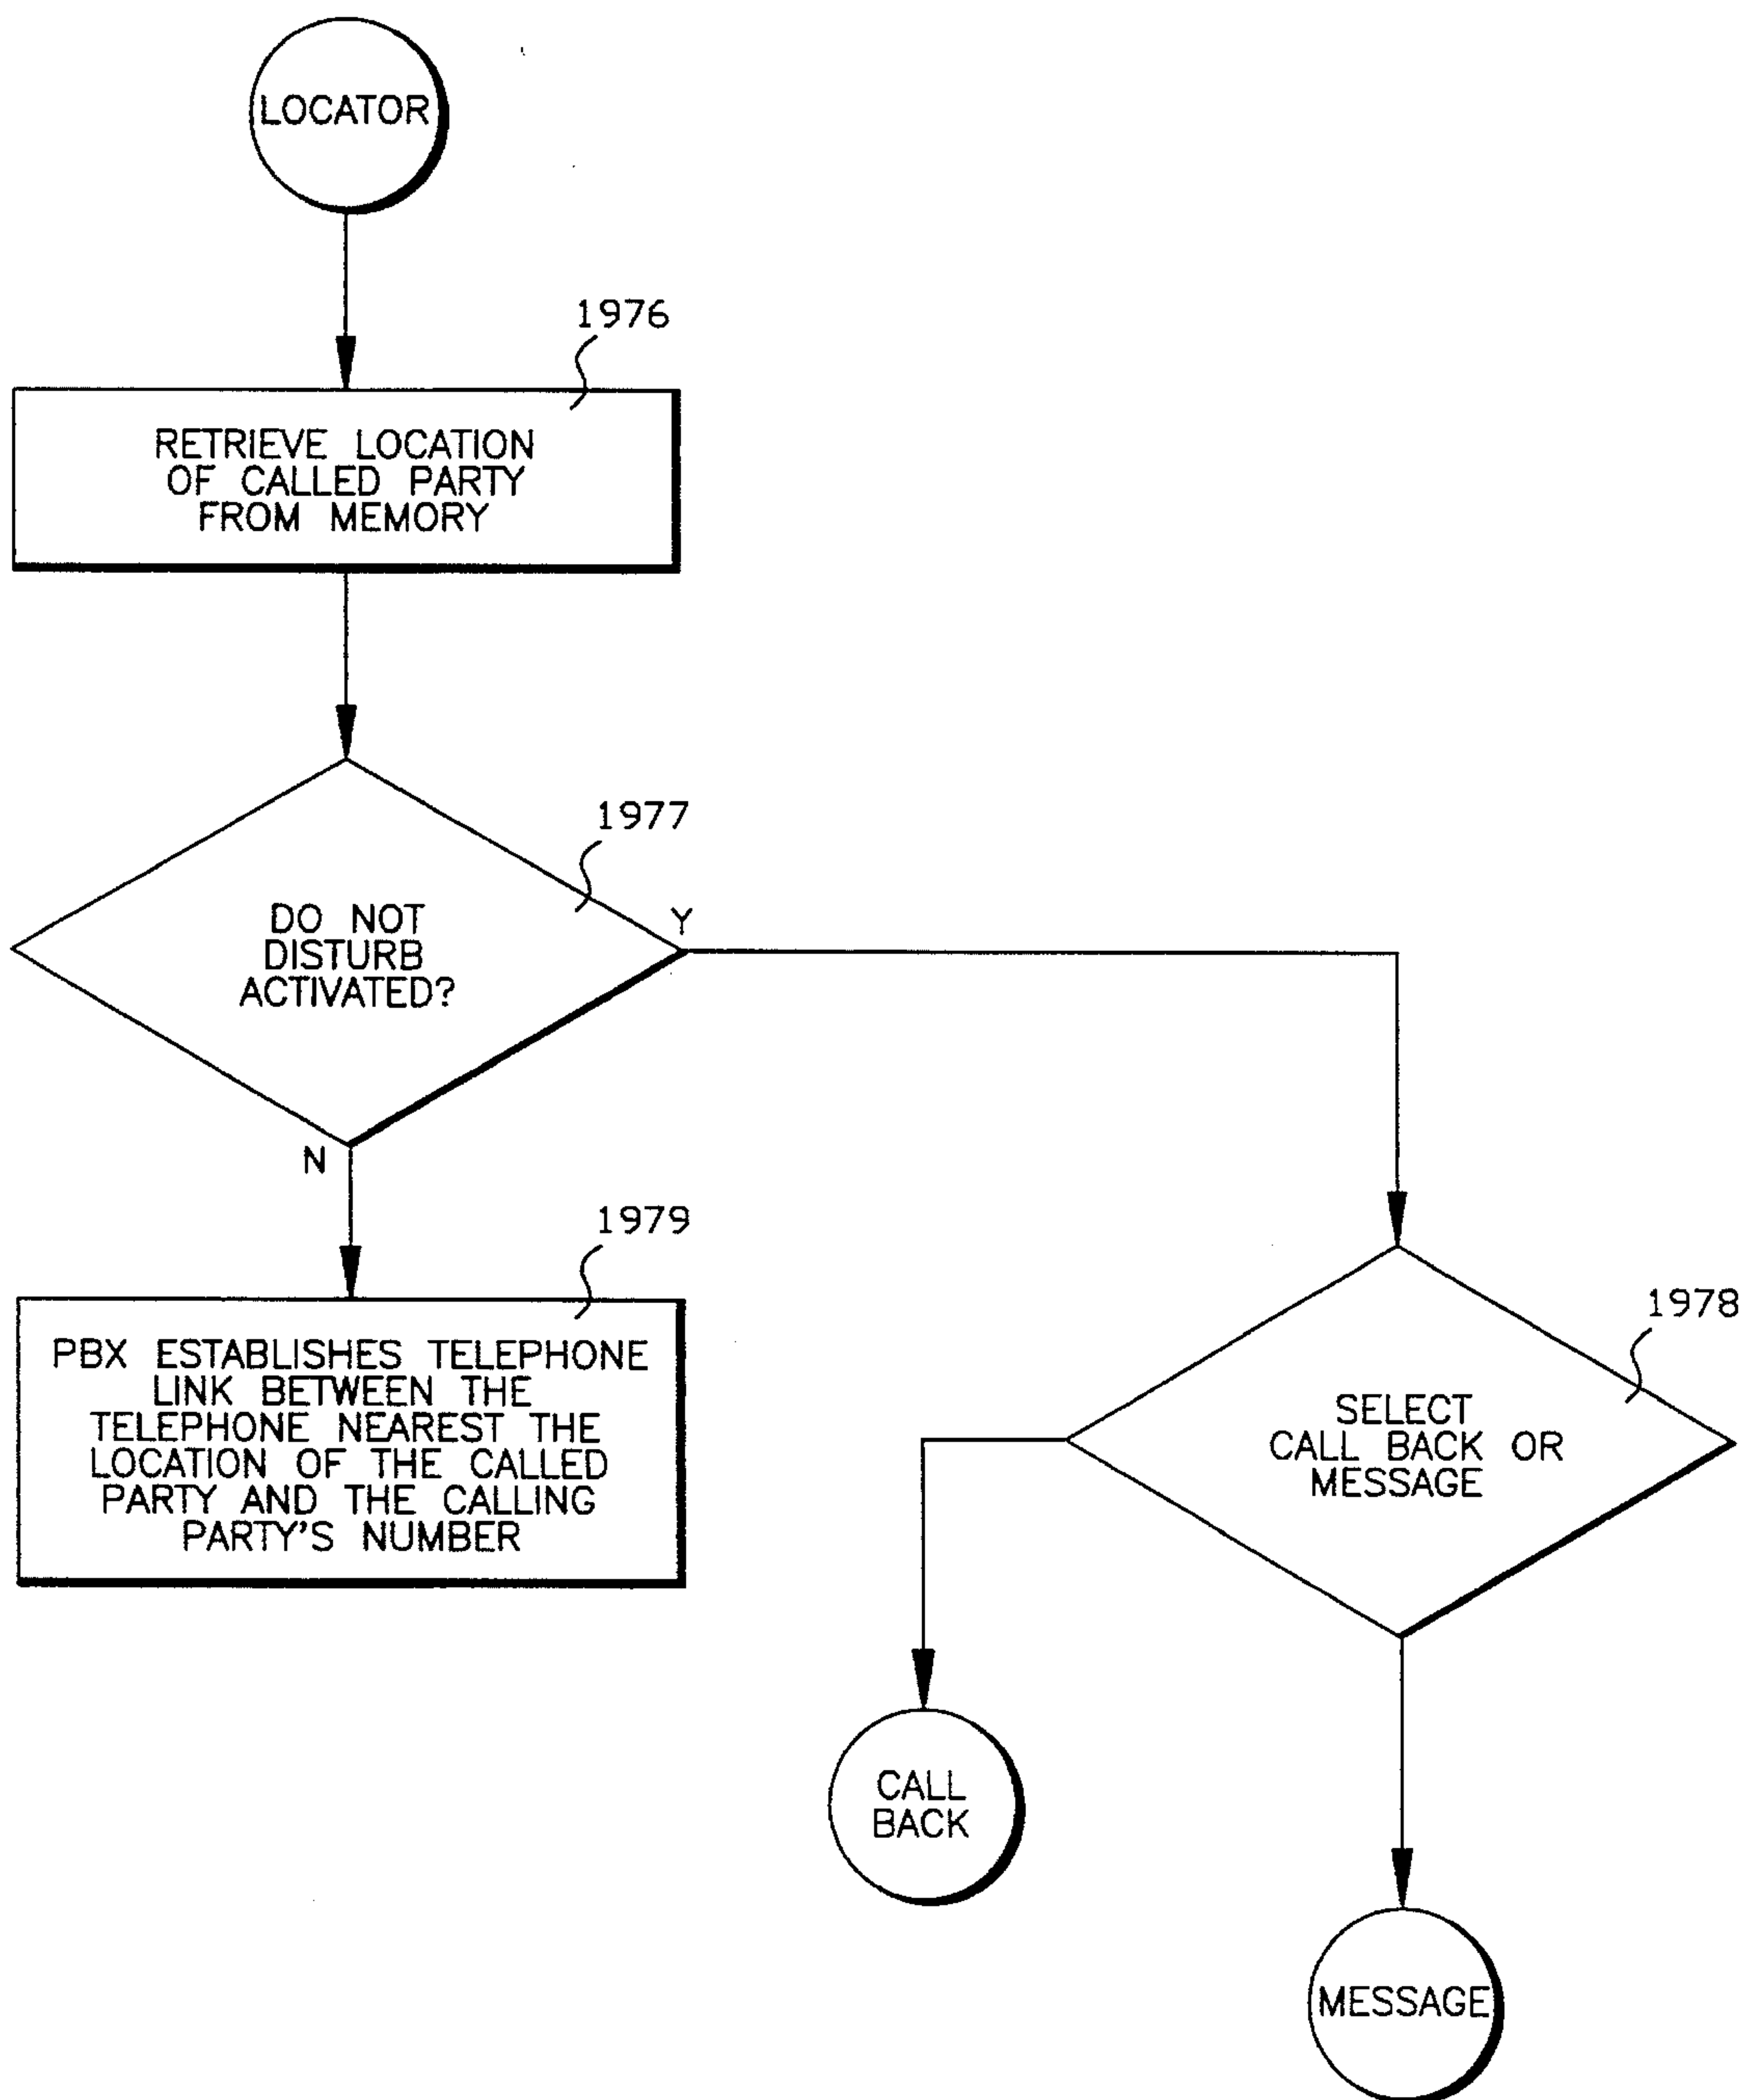 LOCATOR
1976
RETRIEVE LOCATION
OF CALLED PARTY
FROM MEMORY
1977
DO NOT
DISTURB
ACTIVATED?
Y
N
1979
PBX ESTABLISHES TELEPHONE
LINK BETWEEN THE
TELEPHONE NEAREST THE
LOCATION OF THE CALLED
PARTY AND THE CALLING
PARTY'S NUMBER
1978
SELECT
CALL BACK OR
MESSAGE
CALL
BACK
MESSAGE